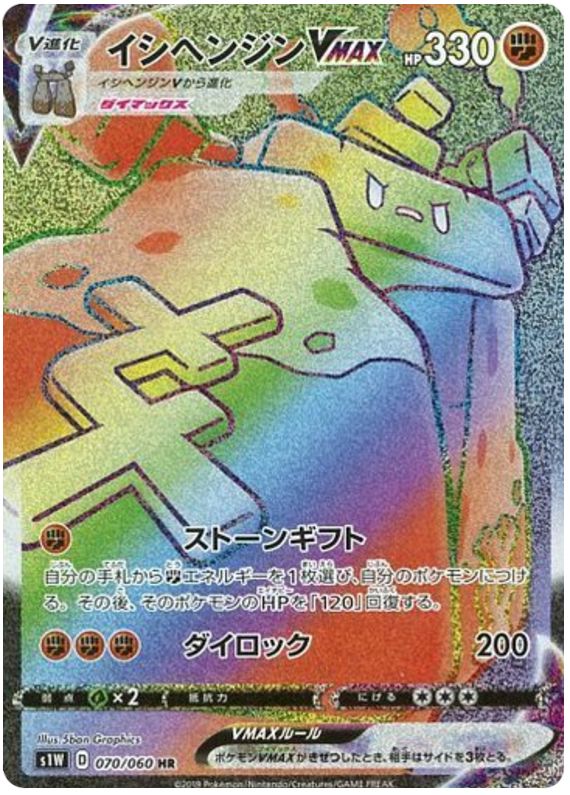 V進化
イシヘンジンVMAX HP330
イシヘンジンVから進化
ダイマックス
ストーンギフト
自分の手札から闘エネルギーを1枚選び、自分のポケモンにつけ
る。その後、そのポケモンのHPを「120」回復する。
ダイロック 200
弱点 ×2 抵抗力 にげる
Illus. 5ban Graphics
VMAXルール
s1W D 070/060 HR
ポケモンVMAXがきぜつしたとき、相手はサイドを3枚とる。
©2019 Pokémon/Nintendo/Creatures/GAME FREAK.